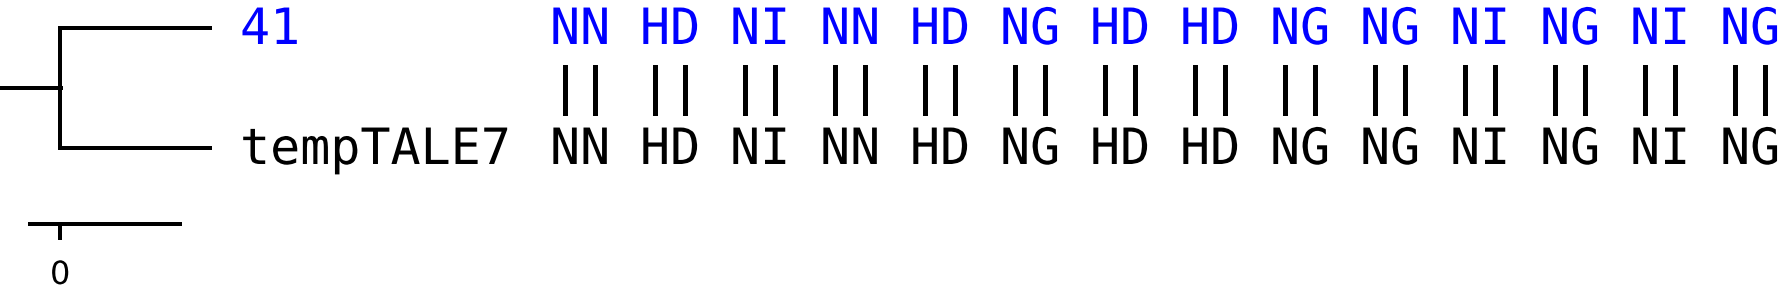 41 NN HD NI NN HD NG HD HD NG NG NI NG NI NG
tempTALE7 NN HD NI NN HD NG HD HD NG NG NI NG NI NG
0